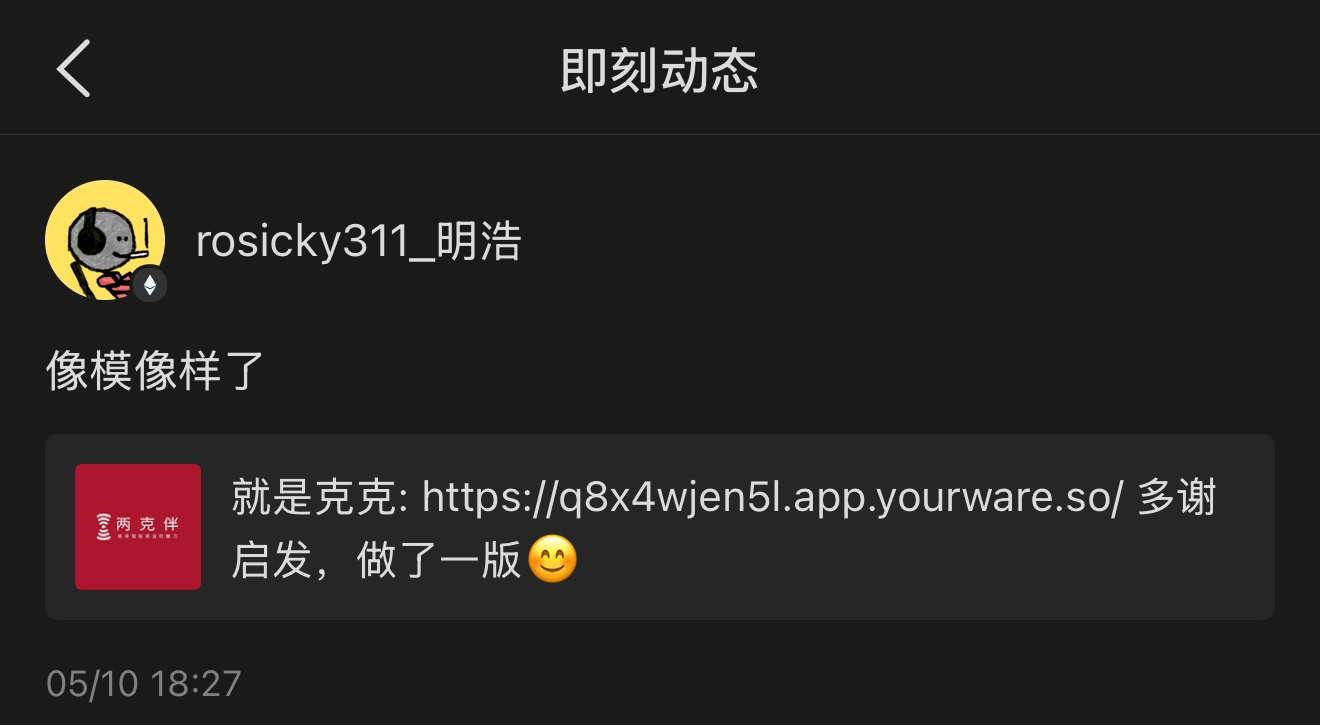 即刻动态
rosicky311_明浩
像模像样了
两克伴
就是克克: https://q8x4wjen5l.app.yourware.so/ 多谢
启发，做了一版😊
05/10 18:27